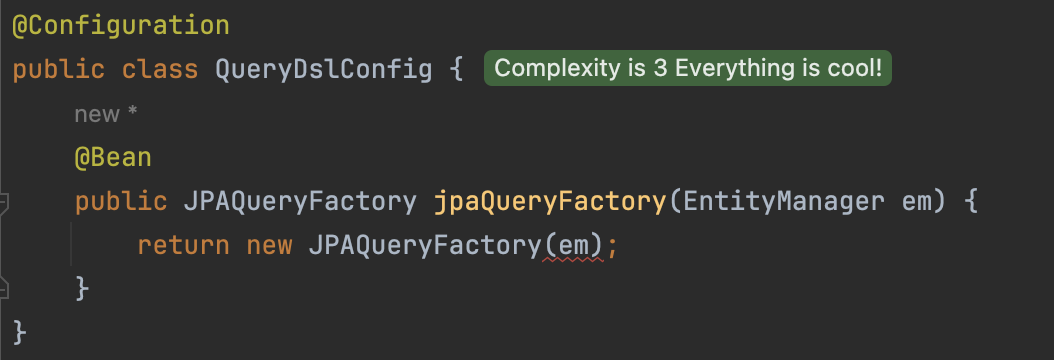 @Configuration
public class QueryDslConfig { Complexity is 3 Everything is cool!
new *
@Bean
public JPAQueryFactory jpaQueryFactory(EntityManager em) {
return new JPAQueryFactory(em);
}
}